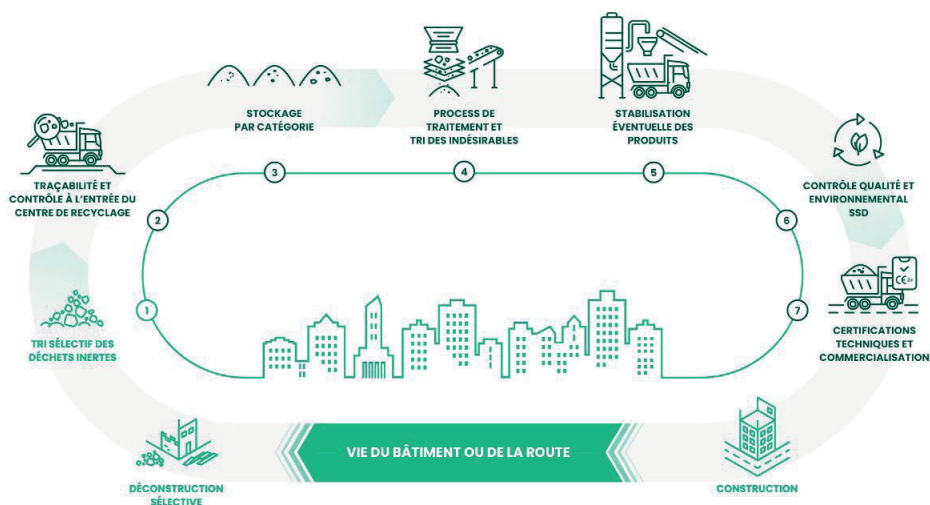 STOCKAGE
PAR CATÉGORIE
PROCESS DE
TRAITEMENT ET
TRI DES INDÉSIRABLES
STABILISATION
ÉVENTUELLE DES
PRODUITS
TRAÇABILITÉ ET
CONTRÔLE À L'ENTRÉE DU
CENTRE DE RECYCLAGE
CONTRÔLE QUALITÉ ET
ENVIRONNEMENTAL
SSD
3
4
5
2
6
1
7
CE 2+
TRI SÉLECTIF DES
DÉCHETS INERTES
CERTIFICATIONS
TECHNIQUES ET
COMMERCIALISATION
VIE DU BÂTIMENT OU DE LA ROUTE
DÉCONSTRUCTION
SÉLECTIVE
CONSTRUCTION